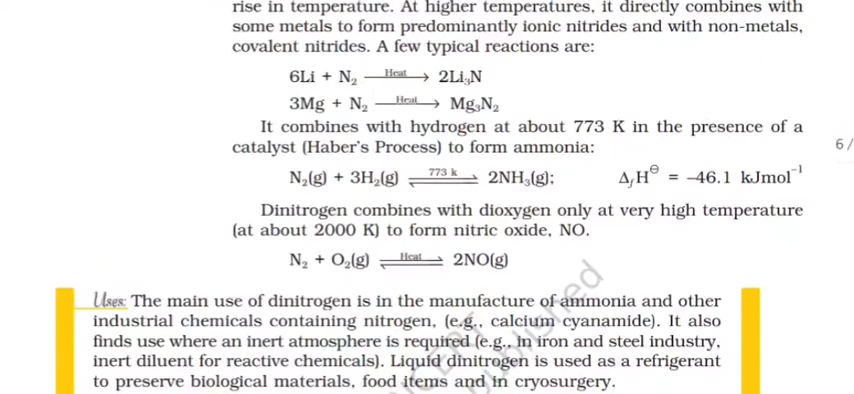 rise in temperature. At higher temperatures, it directly combines with
some metals to form predominantly ionic nitrides and with non-metals,
covalent nitrides. A few typical reactions are:
6Li + N₂ —Heat→ 2Li₃N
3Mg + N₂ —Heat→ Mg₃N₂
It combines with hydrogen at about 773 K in the presence of a
catalyst (Haber's Process) to form ammonia:
6/
N₂(g) + 3H₂(g) ⇌ 773 k 2NH₃(g); ΔfH⊖ = –46.1 kJmol⁻¹
Dinitrogen combines with dioxygen only at very high temperature
(at about 2000 K) to form nitric oxide, NO.
N₂ + O₂(g) ⇌ Heat 2NO(g)
Uses: The main use of dinitrogen is in the manufacture of ammonia and other
industrial chemicals containing nitrogen, (e.g., calcium cyanamide). It also
finds use where an inert atmosphere is required (e.g., in iron and steel industry,
inert diluent for reactive chemicals). Liquid dinitrogen is used as a refrigerant
to preserve biological materials, food items and in cryosurgery.
published